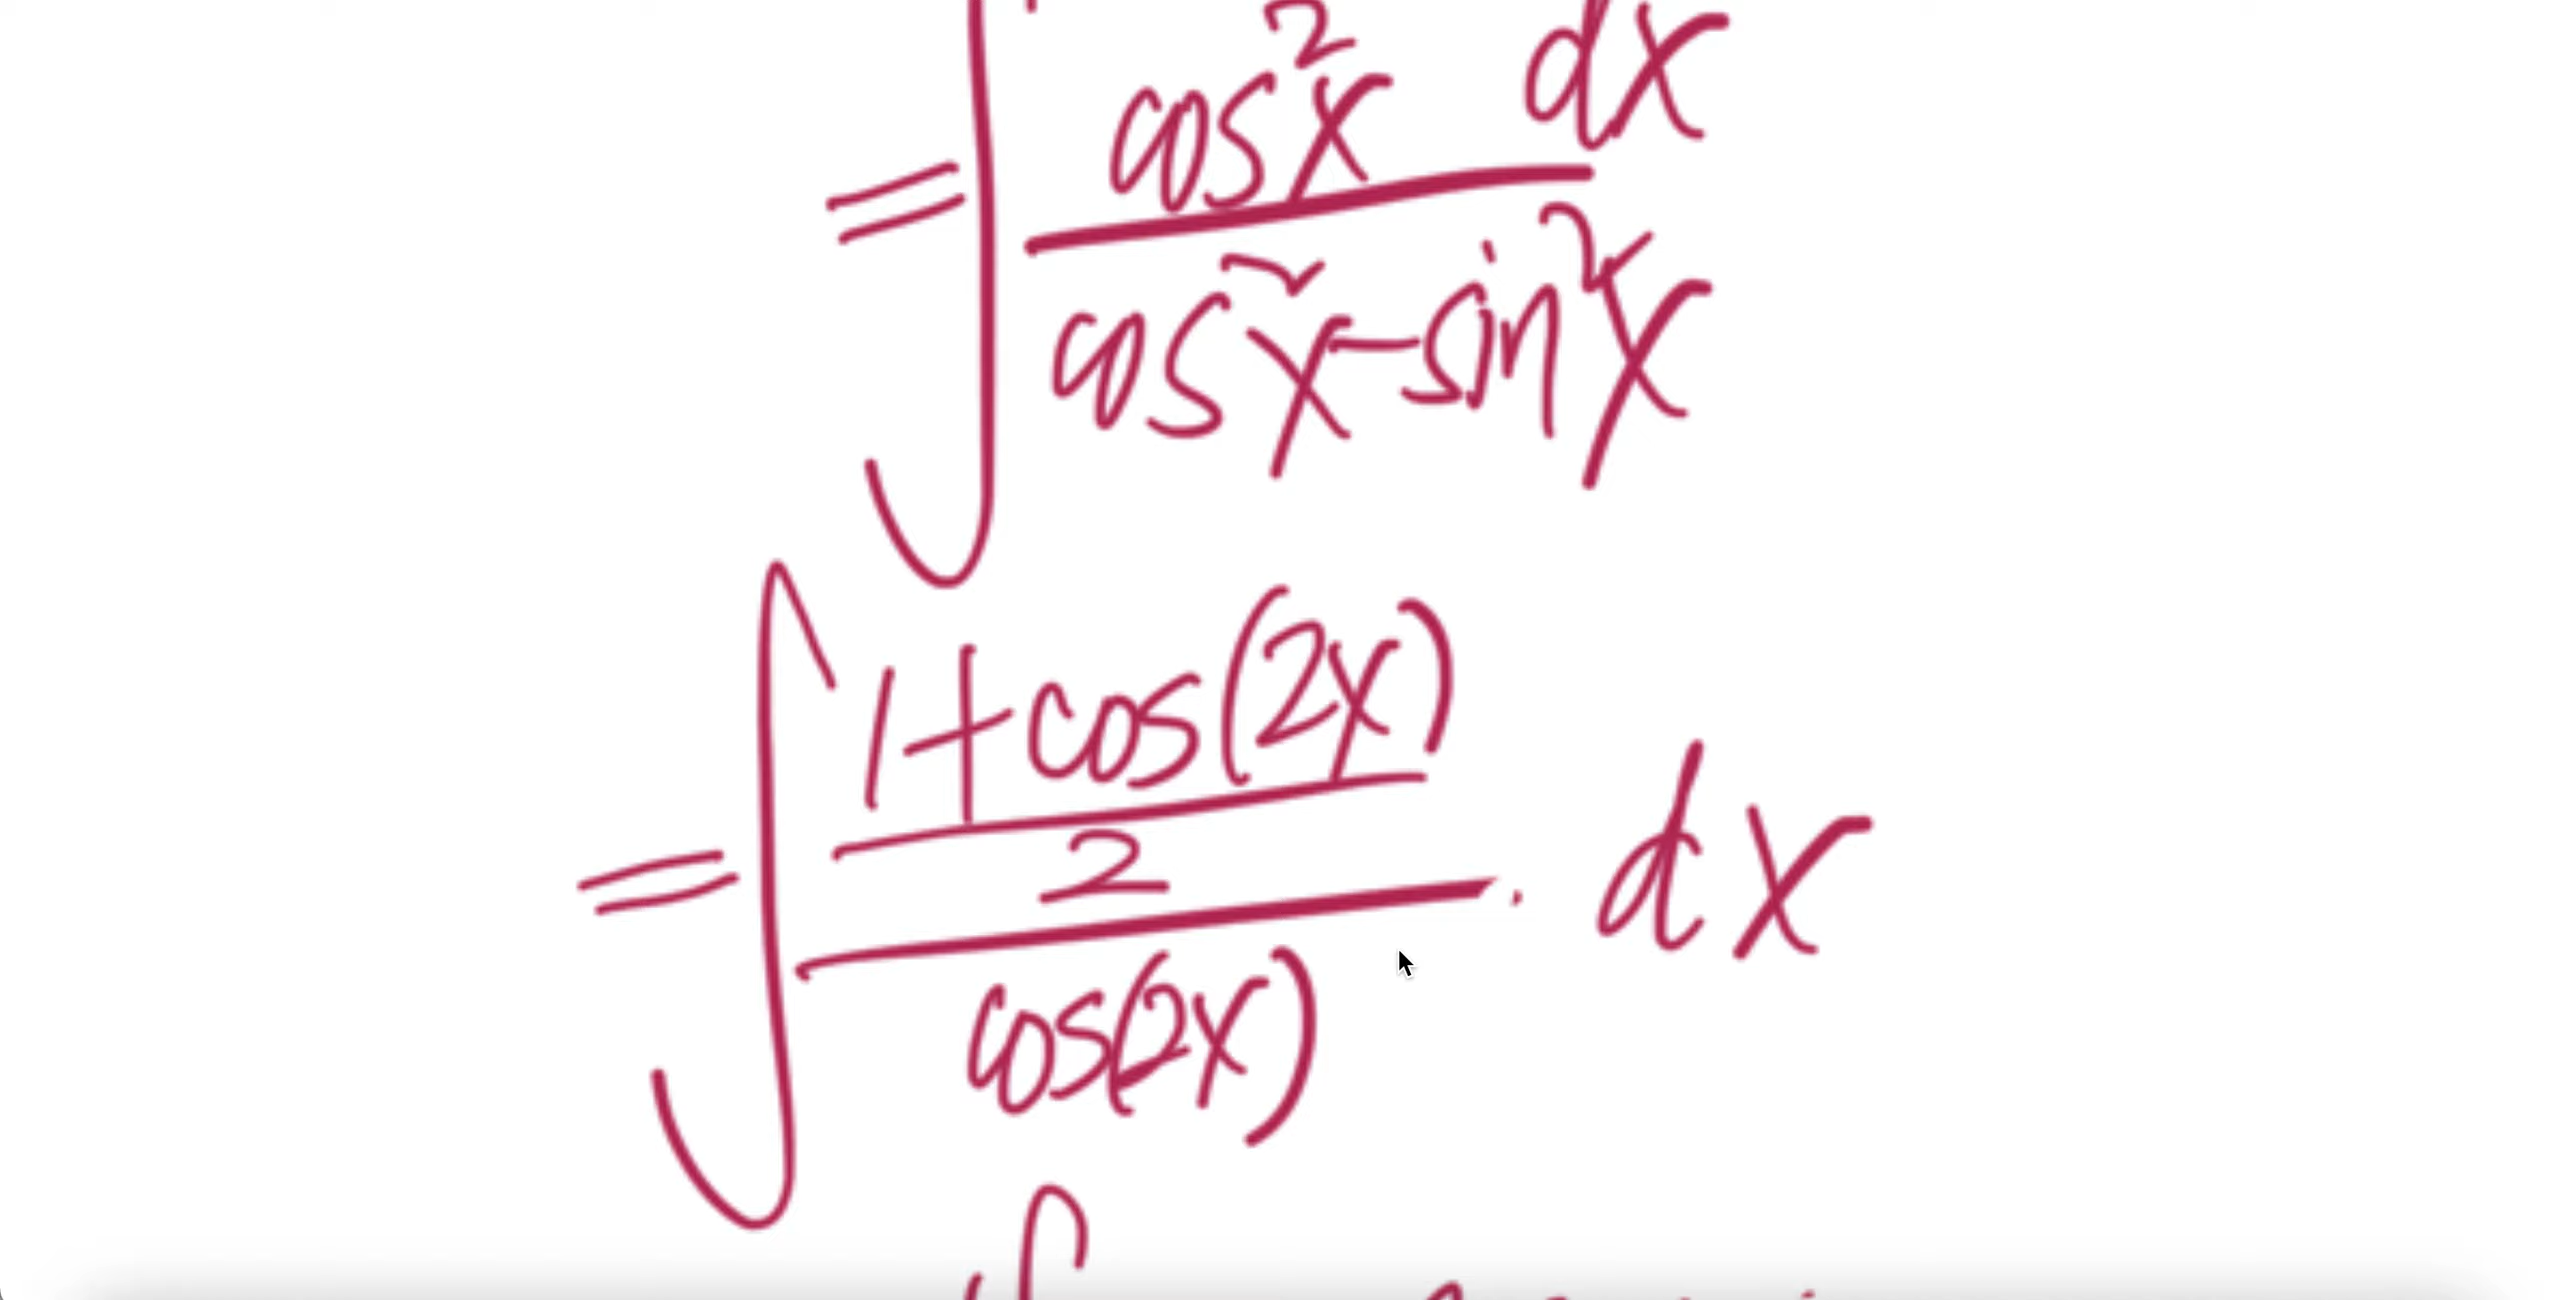 = ∫ cos²x dx / cos²x - sin²x
= ∫ (1 + cos(2x) / 2) / cos(2x) · dx
∫